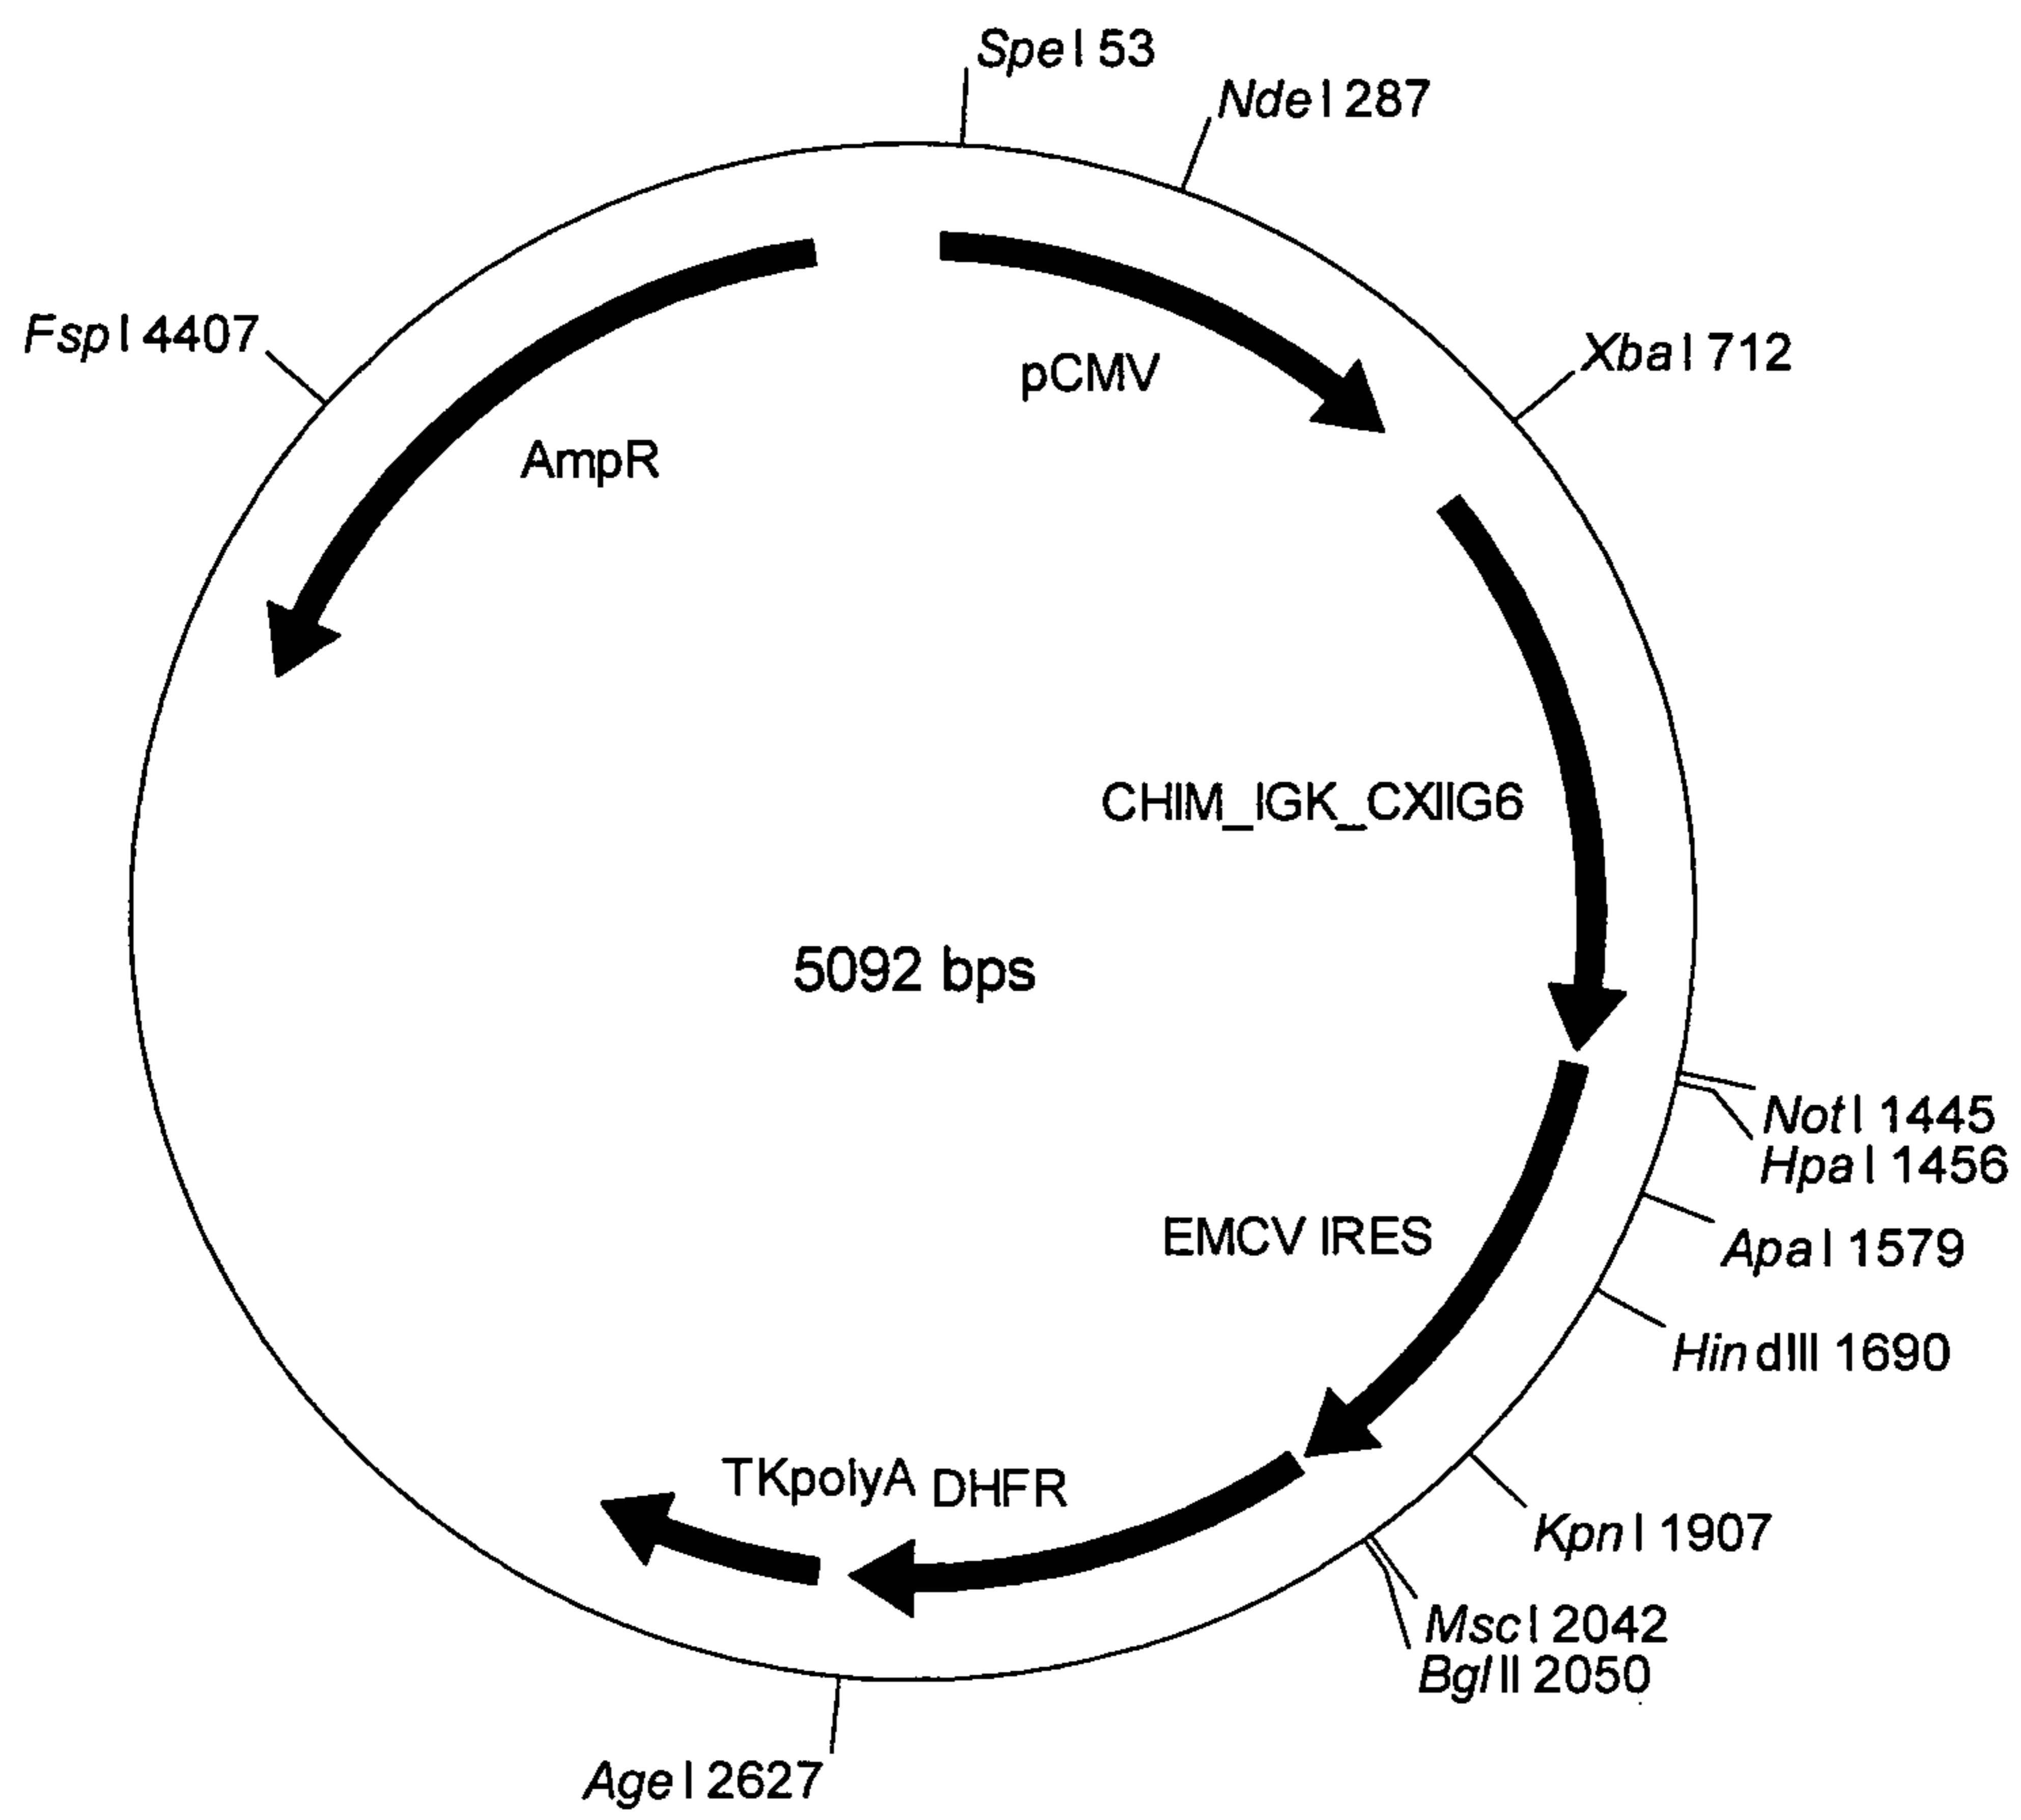 SpeI 53
NdeI 287
FspI 4407
XbaI 712
pCMV
AmpR
CHIM_IGK_CXIIG6
5092 bps
NotI 1445
HpaI 1456
EMCV IRES
ApaI 1579
HindIII 1690
TKpolyA DHFR
KpnI 1907
MscI 2042
BglII 2050
AgeI 2627